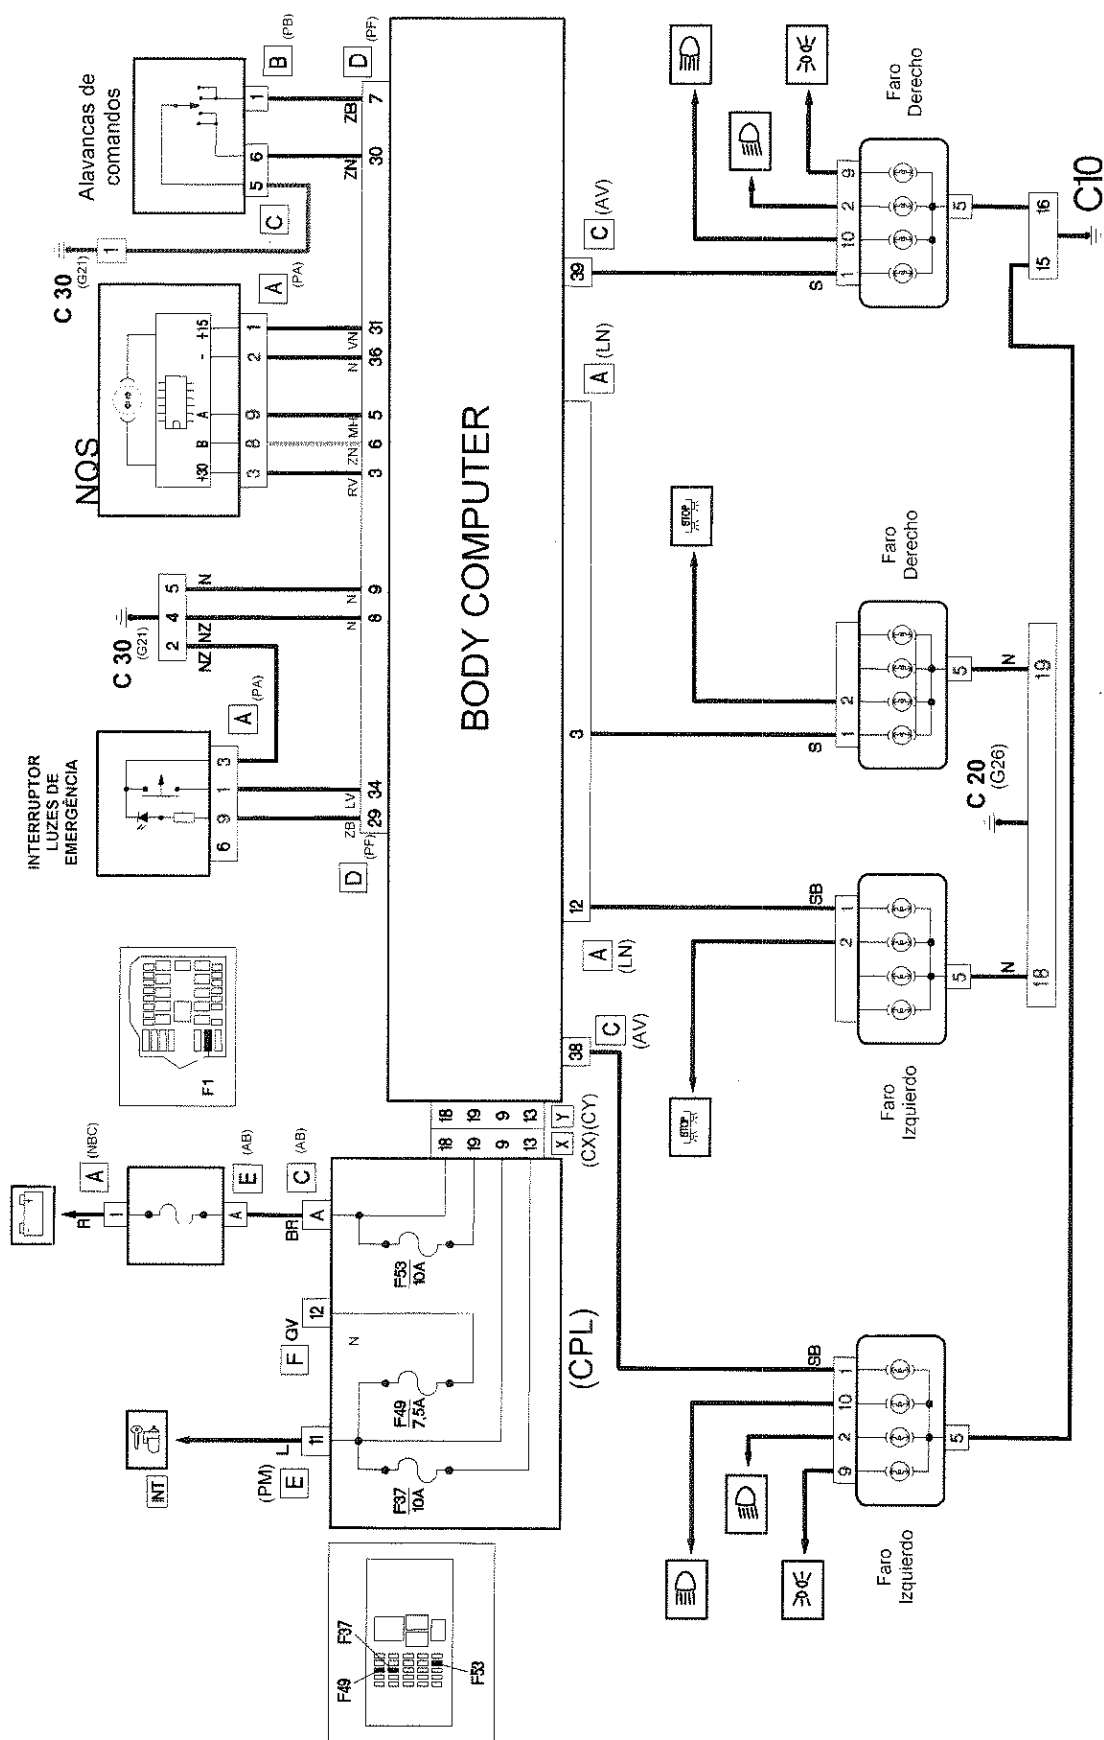 INT
(PM)
E
L
11
F37
10A
F49
7,5A
F
GV
12
N
F53
10A
R
A
(NBC)
1
A
E
(AB)
BR
C
(AB)
A
(CPL)
18
19
9
13
18
19
9
13
X
Y
(CX)(CY)
F49
F37
F53
F1
INTERRUPTOR
LUZES DE
EMERGÊNCIA
6
9
1
3
A
(PA)
ZB
LV
29
34
D
(PF)
C 30
(G21)
2
4
5
NZ
NZ
N
N
N
8
9
NQS
+30
B
A
-
+15
3
8
9
2
1
A
(PA)
RV
ZN
MH
N
VN
3
6
5
36
31
C 30
(G21)
1
Alavancas de
comandos
5
6
1
C
B
(PB)
ZN
ZB
30
7
D
(PF)
BODY COMPUTER
38
C
(AV)
12
A
(LN)
3
A
(LN)
39
C
(AV)
SB
9
2
10
1
5
Faro
Izquierdo
STOP
SB
2
1
5
N
Faro
Izquierdo
18
C 20
(G26)
19
STOP
S
1
2
5
N
Faro
Derecho
S
1
10
2
9
5
Faro
Derecho
15
16
C10